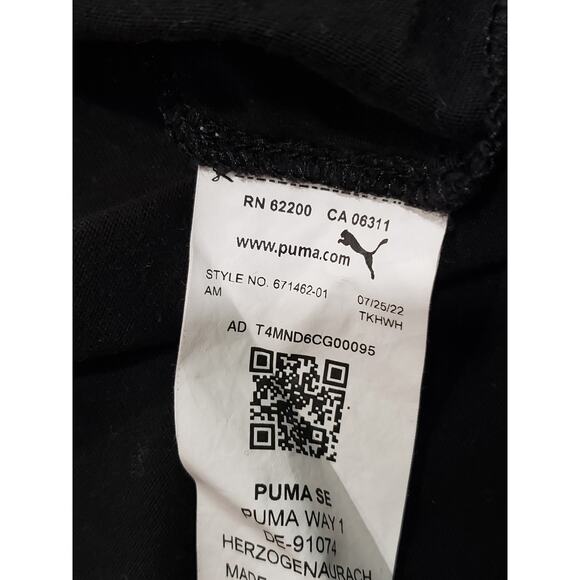 RN 62200 CA 06311
www.puma.com
STYLE NO. 671462-01 07/25/22
AM TKHWH
AD T4MND6CG00095
PUMA SE
PUMA WAY 1
DE-91074
HERZOGENAURACH
MADE